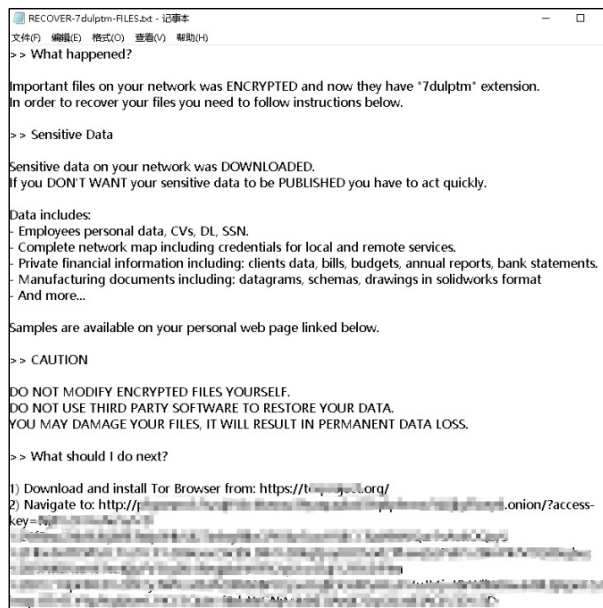 RECOVER-7dulptm-FILES.txt - 记事本
文件(F) 编辑(E) 格式(O) 查看(V) 帮助(H)
>> What happened?
Important files on your network was ENCRYPTED and now they have "7dulptm" extension.
In order to recover your files you need to follow instructions below.
>> Sensitive Data
Sensitive data on your network was DOWNLOADED.
If you DON'T WANT your sensitive data to be PUBLISHED you have to act quickly.
Data includes:
- Employees personal data, CVs, DL, SSN.
- Complete network map including credentials for local and remote services.
- Private financial information including: clients data, bills, budgets, annual reports, bank statements.
- Manufacturing documents including: datagrams, schemas, drawings in solidworks format
- And more...
Samples are available on your personal web page linked below.
>> CAUTION
DO NOT MODIFY ENCRYPTED FILES YOURSELF.
DO NOT USE THIRD PARTY SOFTWARE TO RESTORE YOUR DATA.
YOU MAY DAMAGE YOUR FILES, IT WILL RESULT IN PERMANENT DATA LOSS.
>> What should I do next?
1) Download and install Tor Browser from:
2) Navigate to: http://p .onion/?access-
key=